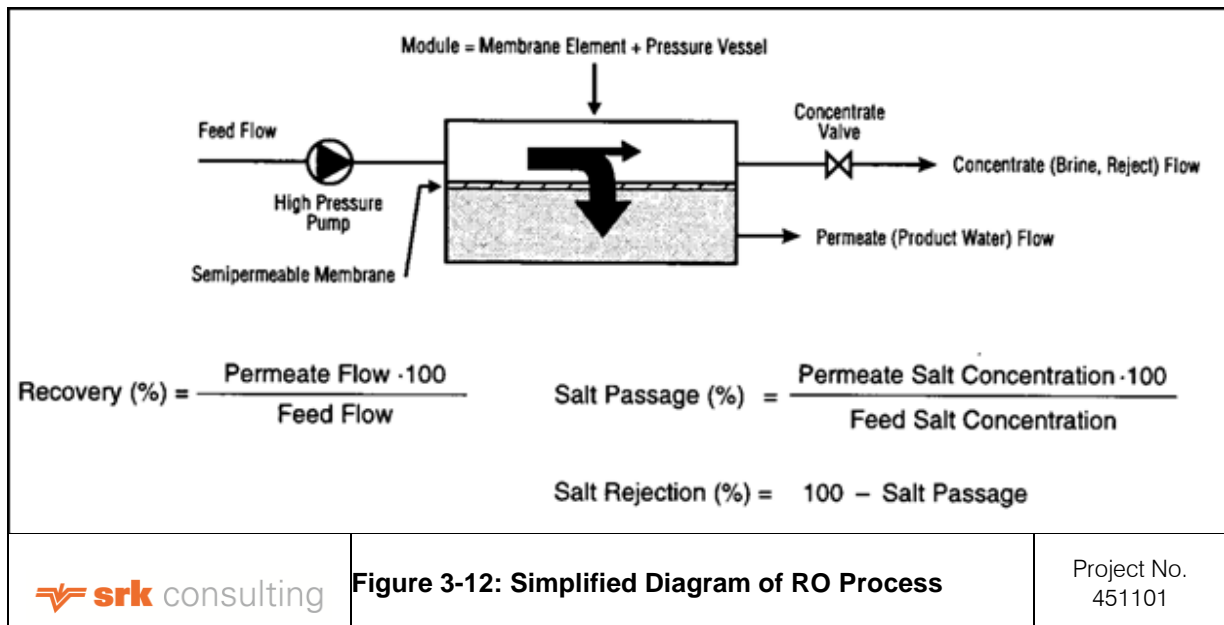 Module = Membrane Element + Pressure Vessel
Feed Flow
High Pressure
Pump
Semipermeable Membrane
Concentrate
Valve
Concentrate (Brine, Reject) Flow
Permeate (Product Water) Flow
Recovery (%) = Permeate Flow ·100
Feed Flow
Salt Passage (%) = Permeate Salt Concentration ·100
Feed Salt Concentration
Salt Rejection (%) = 100 – Salt Passage
srk consulting
Figure 3-12: Simplified Diagram of RO Process
Project No.
451101